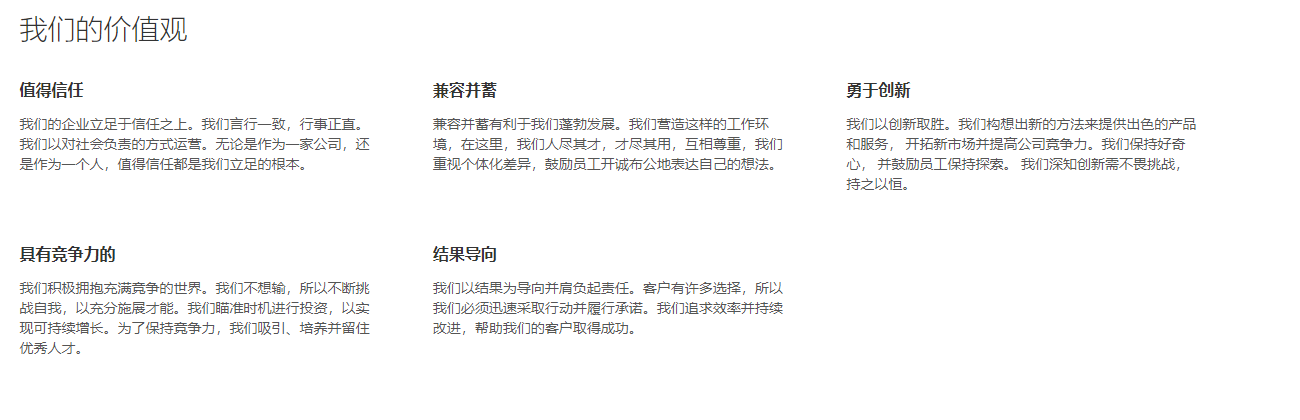 我们的价值观
值得信任
我们的企业立足于信任之上。我们言行一致，行事正直。
我们以对社会负责的方式运营。无论是作为一家公司，还
是作为一个人，值得信任都是我们立足的根本。
兼容并蓄
兼容并蓄有利于我们蓬勃发展。我们营造这样的工作环
境，在这里，我们人尽其才，才尽其用，互相尊重，我们
重视个体化差异，鼓励员工开诚布公地表达自己的想法。
勇于创新
我们以创新取胜。我们构想出新的方法来提供出色的产品
和服务， 开拓新市场并提高公司竞争力。我们保持好奇
心， 并鼓励员工保持探索。 我们深知创新需不畏挑战，
持之以恒。
具有竞争力的
我们积极拥抱充满竞争的世界。我们不想输，所以不断挑
战自我，以充分施展才能。我们瞄准时机进行投资，以实
现可持续增长。为了保持竞争力，我们吸引、培养并留住
优秀人才。
结果导向
我们以结果为导向并肩负起责任。客户有许多选择，所以
我们必须迅速采取行动并履行承诺。我们追求效率并持续
改进，帮助我们的客户取得成功。